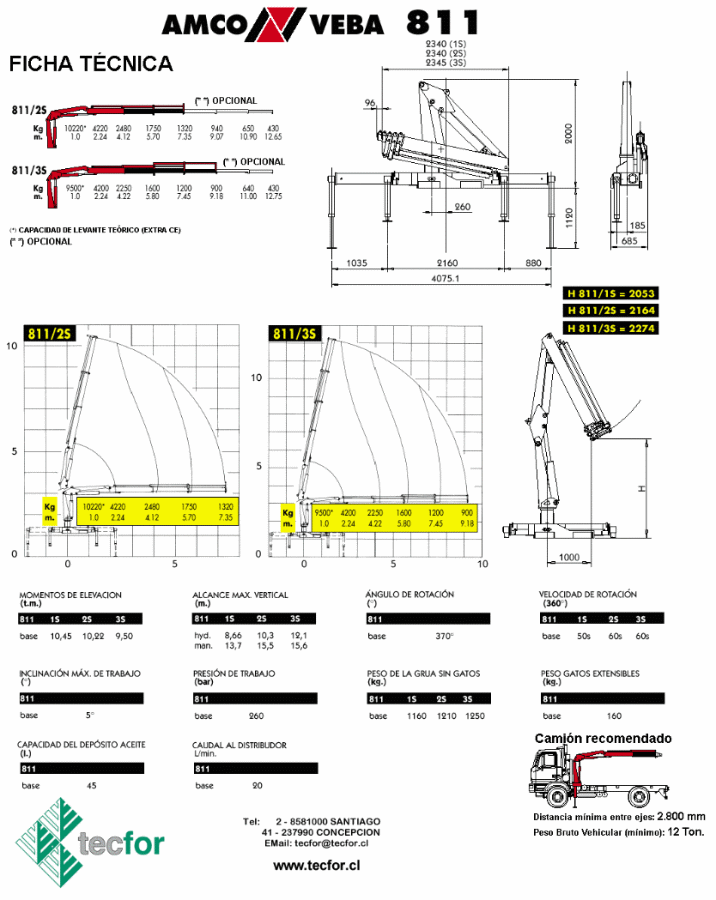 AMCO VEBA 811
FICHA TÉCNICA
811/2S
(" ") OPCIONAL
Kg 10220* 4220 2480 1750 1320 940 650 430
m. 1.0 2.24 4.12 5.70 7.35 9.07 10.90 12.65
811/3S
(" ") OPCIONAL
Kg 9500* 4200 2250 1600 1200 900 640 430
m. 1.0 2.24 4.22 5.80 7.45 9.18 11.00 12.75
(*) CAPACIDAD DE LEVANTE TEÓRICO (EXTRA CE)
(" ") OPCIONAL
2340 (1S)
2340 (2S)
2345 (3S)
96
2000
260
1120
185
685
1035 2160 880
4075.1
H 811/1S = 2053
H 811/2S = 2164
H 811/3S = 2274
811/2S
10
5
0
Kg 10220* 4220 2480 1750 1320
m. 1.0 2.24 4.12 5.70 7.35
0 5
811/3S
10
5
0
Kg 9500* 4200 2250 1600 1200 900
m. 1.0 2.24 4.22 5.80 7.45 9.18
0 5 10
H
1000
MOMENTOS DE ELEVACION
(t.m.)
811 1S 2S 3S
base 10,45 10,22 9,50
ALCANCE MAX. VERTICAL
(m.)
811 1S 2S 3S
hyd. 8,66 10,3 12,1
man. 13,7 15,5 15,6
ÁNGULO DE ROTACIÓN
(°)
811
base 370°
VELOCIDAD DE ROTACIÓN
(360°)
811 1S 2S 3S
base 50s 60s 60s
INCLINACIÓN MÁX. DE TRABAJO
(°)
811
base 5°
PRESIÓN DE TRABAJO
(bar)
811
base 260
PESO DE LA GRUA SIN GATOS
(kg.)
811 1S 2S 3S
base 1160 1210 1250
PESO GATOS EXTENSIBLES
(kg.)
811
base 160
CAPACIDAD DEL DEPÓSITO ACEITE
(l.)
811
base 45
CAUDAL AL DISTRIBUDOR
L/min.
811
base 20
Camión recomendado
Distancia mínima entre ejes: 2.800 mm
Peso Bruto Vehicular (mínimo): 12 Ton.
tecfor
Tel: 2 - 8581000 SANTIAGO
41 - 237990 CONCEPCION
EMail: tecfor@tecfor.cl
www.tecfor.cl